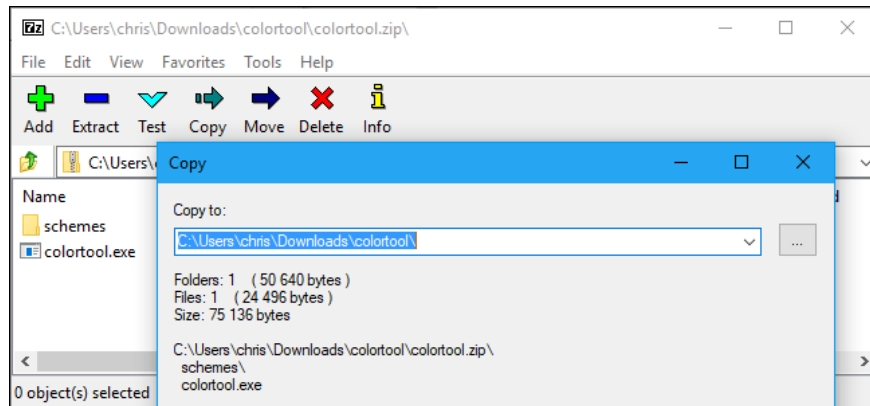 7z C:\Users\chris\Downloads\colortool\colortool.zip\
File Edit View Favorites Tools Help
Add Extract Test Copy Move Delete Info
C:\Users\
Copy
Name
Copy to:
schemes
C:\Users\chris\Downloads\colortool\
...
colortool.exe
Folders: 1 ( 50 640 bytes )
Files: 1 ( 24 496 bytes )
Size: 75 136 bytes
C:\Users\chris\Downloads\colortool\colortool.zip\
schemes\
colortool.exe
0 object(s) selected